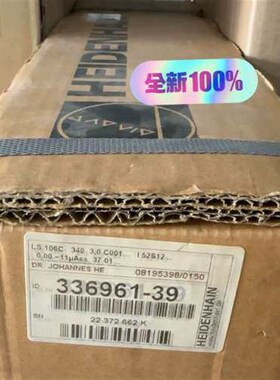 HEIDENHAIN
全新100%
LS 106C 340 3,0 C001
0,00 ~11µAss 37.01
DR. JOHANNES HE
08195398/0150
ID
336961-39
SN
22 372 662 K
HEIDENHAIN